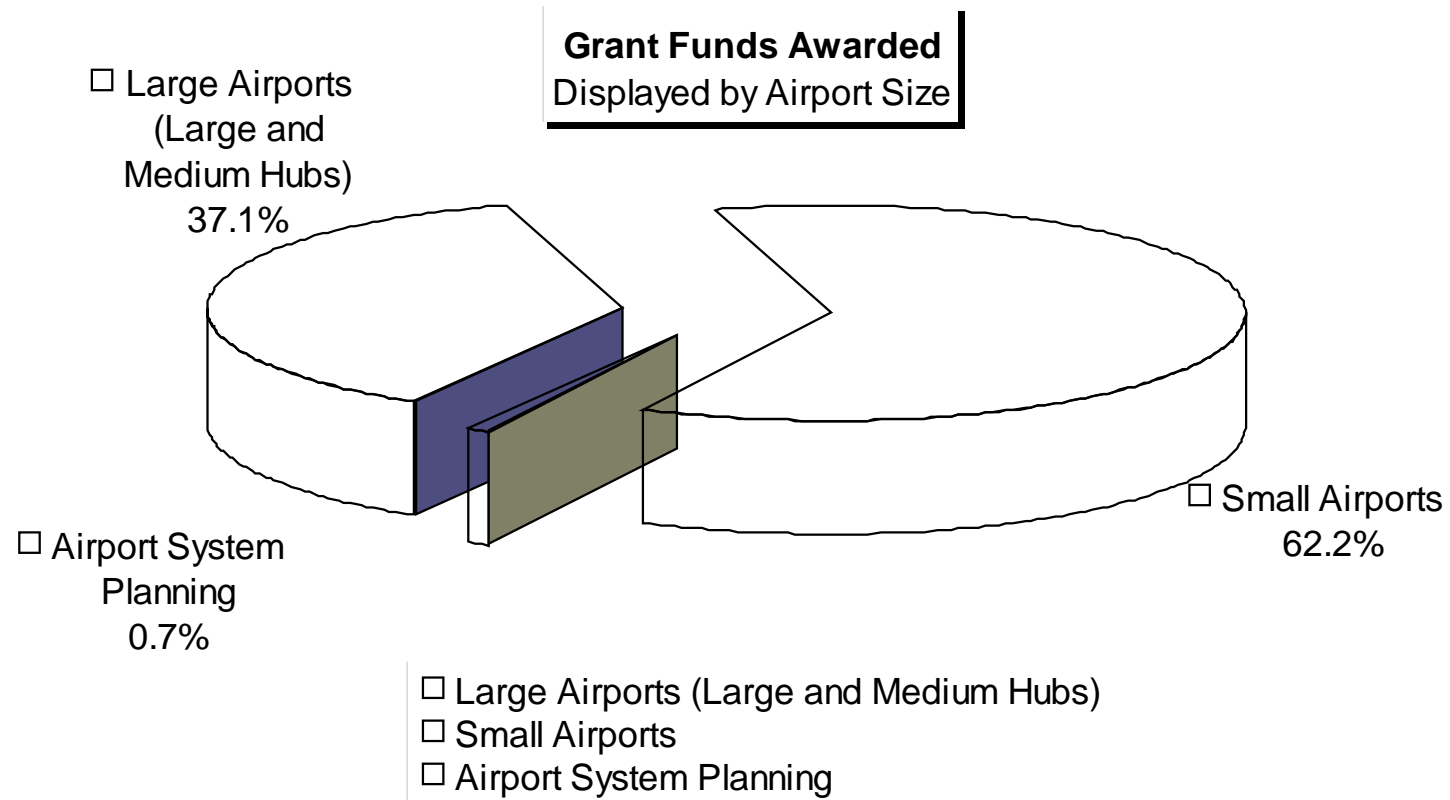 Grant Funds Awarded
Displayed by Airport Size
Large Airports
(Large and
Medium Hubs)
37.1%
Small Airports
62.2%
Airport System
Planning
0.7%
Large Airports (Large and Medium Hubs)
Small Airports
Airport System Planning